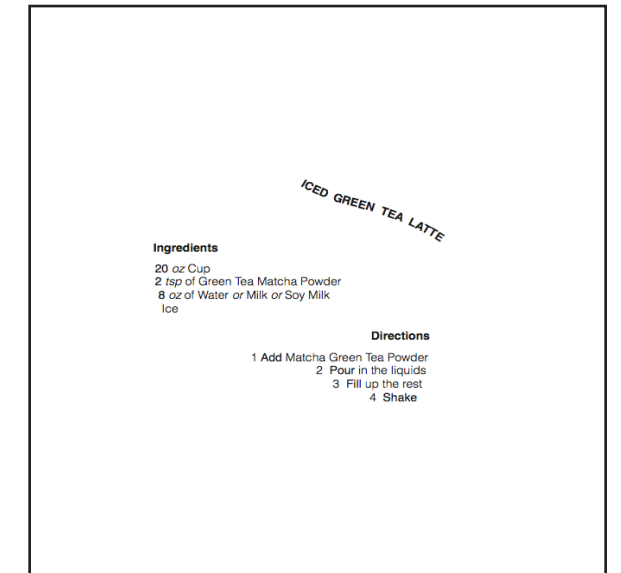 ICED GREEN TEA LATTE
Ingredients
20 oz Cup
2 tsp of Green Tea Matcha Powder
8 oz of Water or Milk or Soy Milk
Ice
Directions
1 Add Matcha Green Tea Powder
2 Pour in the liquids
3 Fill up the rest
4 Shake